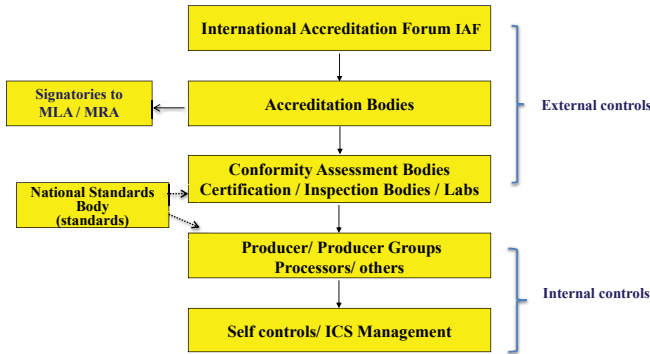 International Accreditation Forum IAF
Signatories to
MLA / MRA
Accreditation Bodies
External controls
Conformity Assessment Bodies
Certification / Inspection Bodies / Labs
National Standards
Body
(standards)
Producer/ Producer Groups
Processors/ others
Internal controls
Self controls/ ICS Management